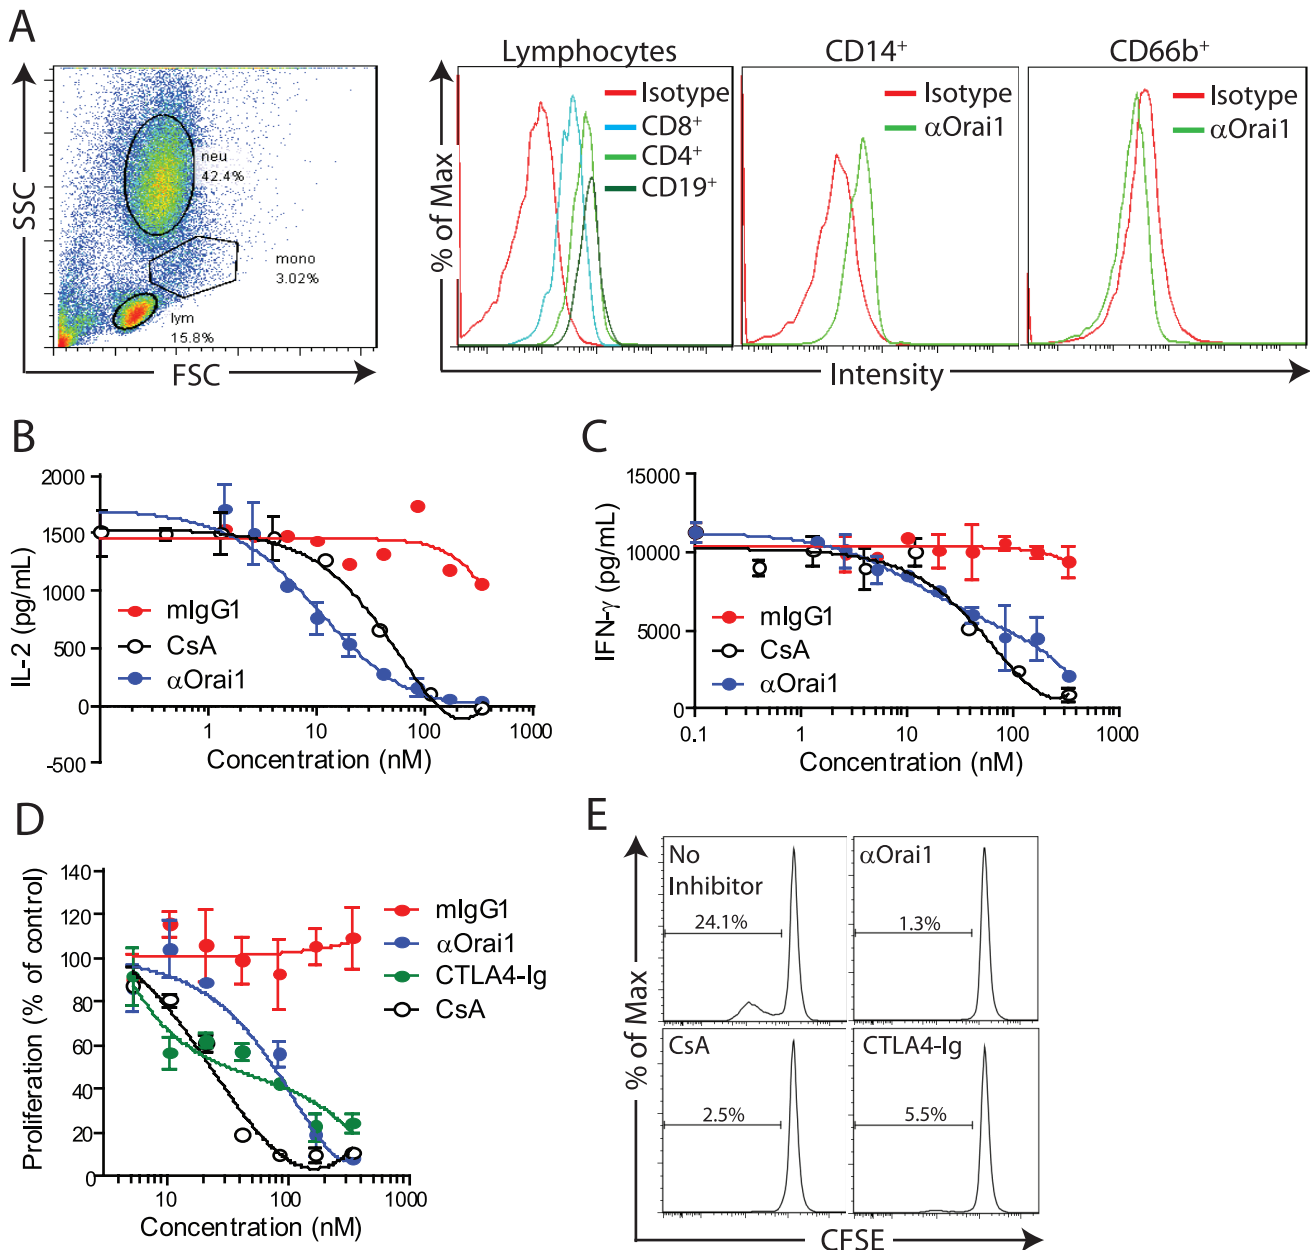 A
SSC
FSC
neu
42.4%
mono
3.02%
lym
15.8%
% of Max
Intensity
Lymphocytes
Isotype
CD8+
CD4+
CD19+
CD14+
Isotype
αOrai1
CD66b+
Isotype
αOrai1
B
IL-2 (pg/mL)
2000
1500
1000
500
0
-500
1
10
100
1000
Concentration (nM)
mIgG1
CsA
αOrai1
C
IFN-γ (pg/mL)
15000
10000
5000
0
0.1
1
10
100
1000
Concentration (nM)
mIgG1
CsA
αOrai1
D
Proliferation (% of control)
140
120
100
80
60
40
20
0
10
100
1000
Concentration (nM)
mIgG1
αOrai1
CTLA4-Ig
CsA
E
% of Max
CFSE
No
Inhibitor
24.1%
αOrai1
1.3%
CsA
2.5%
CTLA4-Ig
5.5%